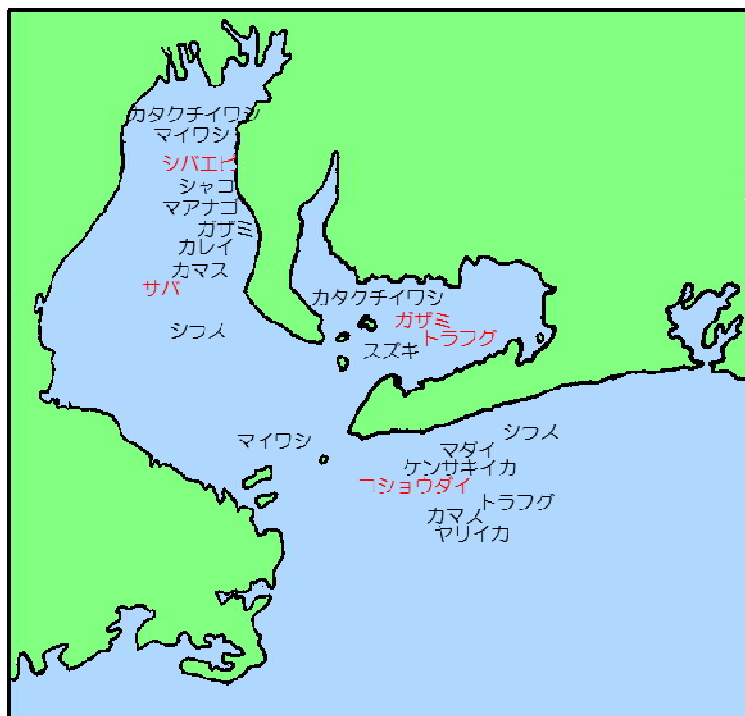 カタクチイワシ
マイワシ
シバエビ
シャコ
マアナゴ
ガザミ
カレイ
カマス
サバ
シラス
カタクチイワシ
ガザミ
トラフグ
スズキ
マイワシ
シラス
マダイ
ケンサキイカ
コショウダイ
トラフグ
カマス
ヤリイカ